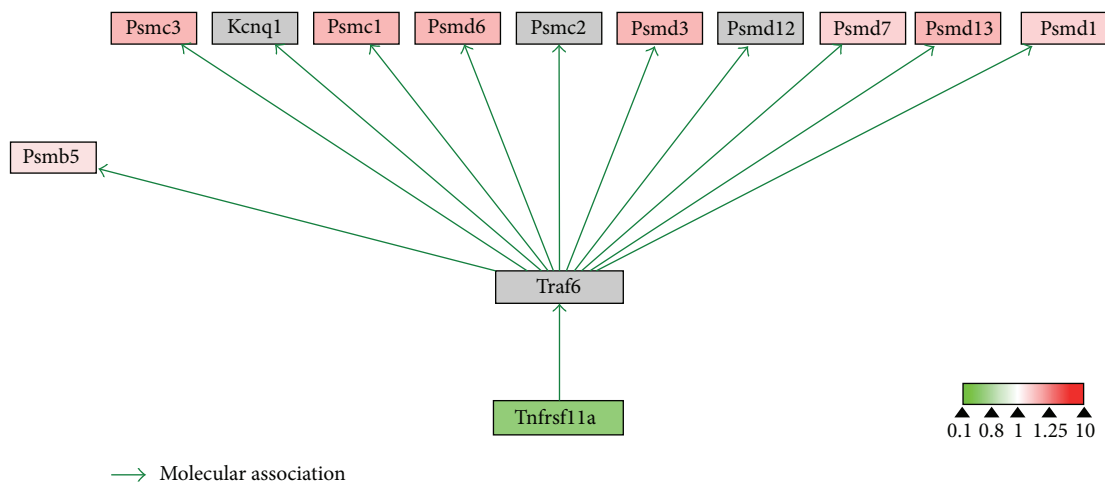 Psmc3 Kcnq1 Psmc1 Psmd6 Psmc2 Psmd3 Psmd12 Psmd7 Psmd13 Psmd1
Psmb5
Traf6
Tnfrsf11a
0.1 0.8 1 1.25 10
Molecular association